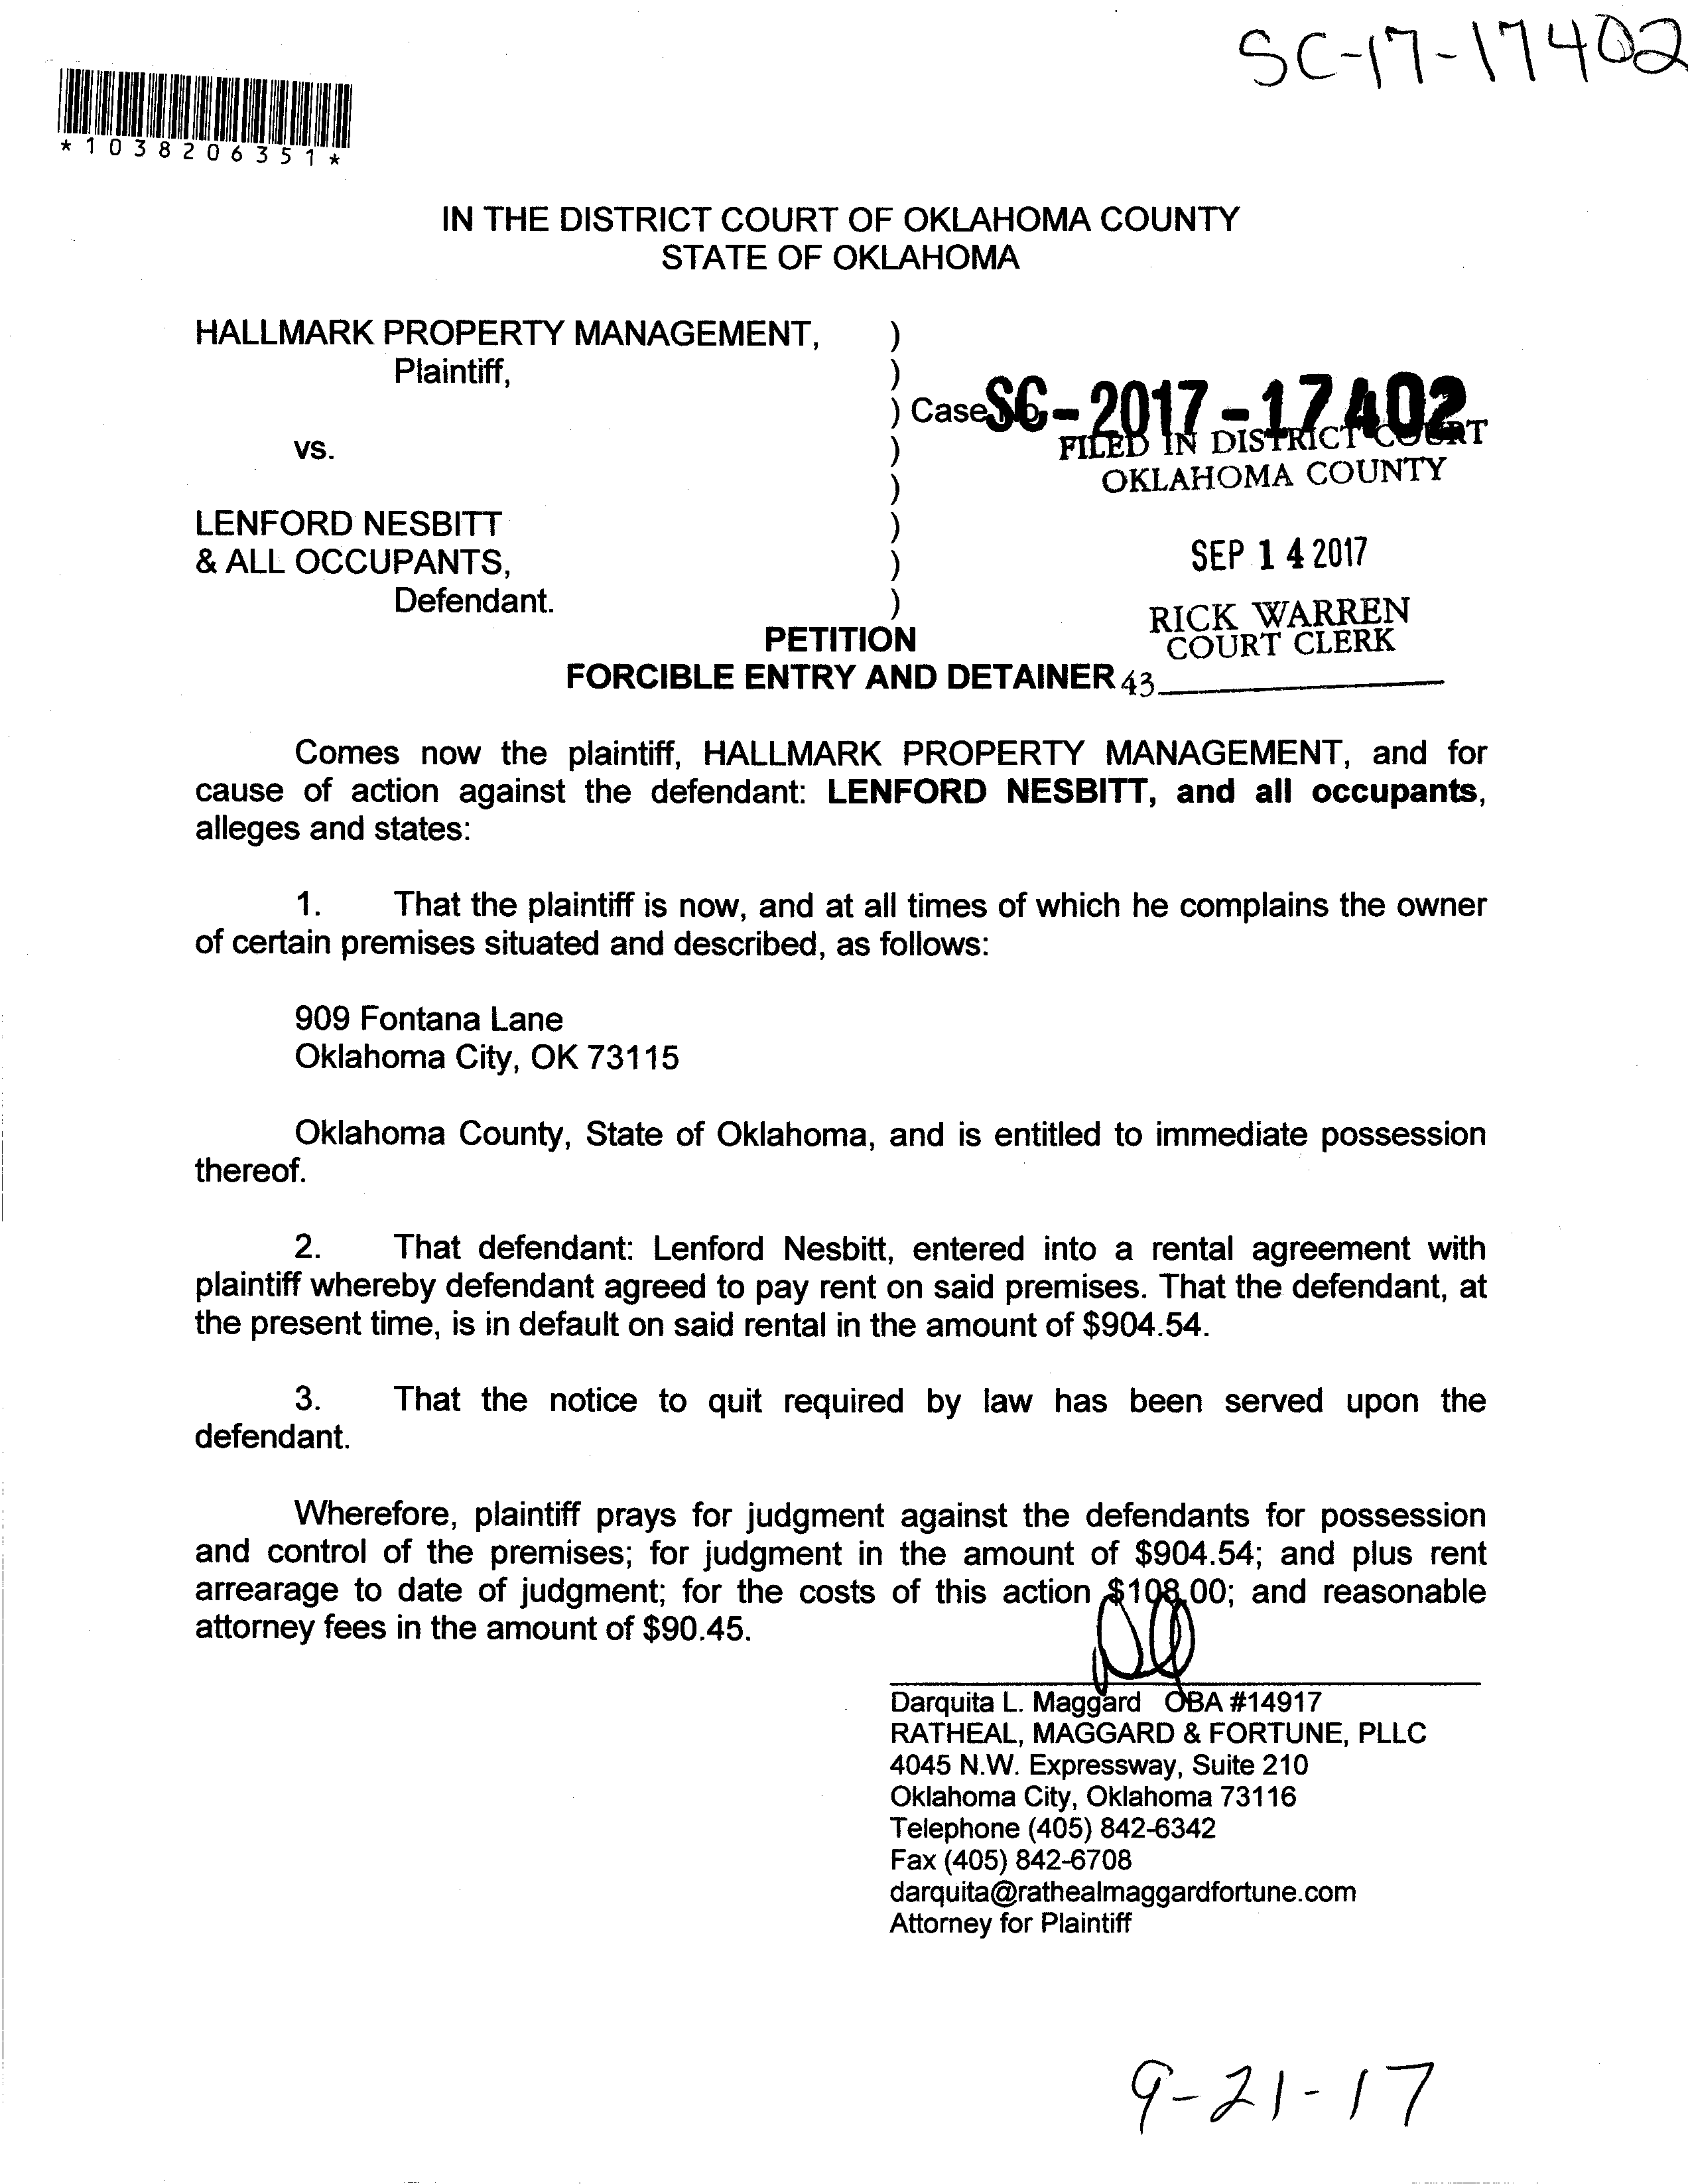 SC-17-17402
*1038206351*
IN THE DISTRICT COURT OF OKLAHOMA COUNTY
STATE OF OKLAHOMA
HALLMARK PROPERTY MANAGEMENT, )
Plaintiff, )
) Case No. SC-2017-17402
FILED IN DISTRICT COURT
vs. )
) OKLAHOMA COUNTY
LENFORD NESBITT )
& ALL OCCUPANTS, ) SEP 14 2017
Defendant. )
RICK WARREN
PETITION COURT CLERK
FORCIBLE ENTRY AND DETAINER 43
Comes now the plaintiff, HALLMARK PROPERTY MANAGEMENT, and for
cause of action against the defendant: LENFORD NESBITT, and all occupants,
alleges and states:
1. That the plaintiff is now, and at all times of which he complains the owner
of certain premises situated and described, as follows:
909 Fontana Lane
Oklahoma City, OK 73115
Oklahoma County, State of Oklahoma, and is entitled to immediate possession
thereof.
2. That defendant: Lenford Nesbitt, entered into a rental agreement with
plaintiff whereby defendant agreed to pay rent on said premises. That the defendant, at
the present time, is in default on said rental in the amount of $904.54.
3. That the notice to quit required by law has been served upon the
defendant.
Wherefore, plaintiff prays for judgment against the defendants for possession
and control of the premises; for judgment in the amount of $904.54; and plus rent
arrearage to date of judgment; for the costs of this action $108.00; and reasonable
attorney fees in the amount of $90.45.
Darquita L. Maggard OBA #14917
RATHEAL, MAGGARD & FORTUNE, PLLC
4045 N.W. Expressway, Suite 210
Oklahoma City, Oklahoma 73116
Telephone (405) 842-6342
Fax (405) 842-6708
darquita@rathealmaggardfortune.com
Attorney for Plaintiff
9-21-17